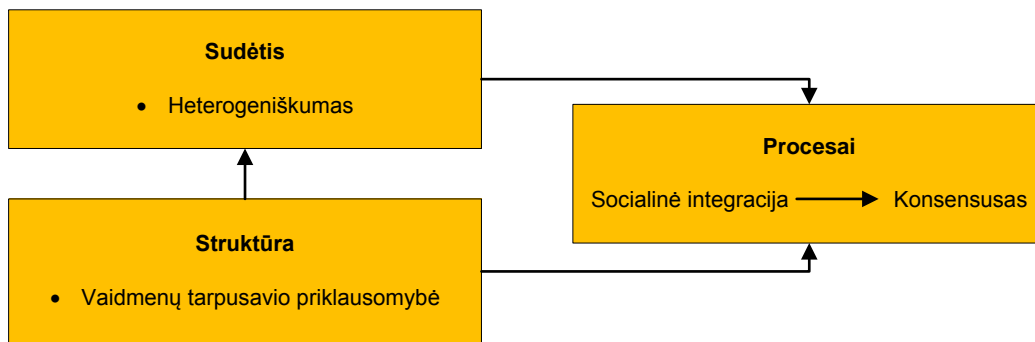 Sudėtis
• Heterogeniškumas
Procesai
Socialinė integracija Konsensusas
Struktūra
• Vaidmenų tarpusavio priklausomybė